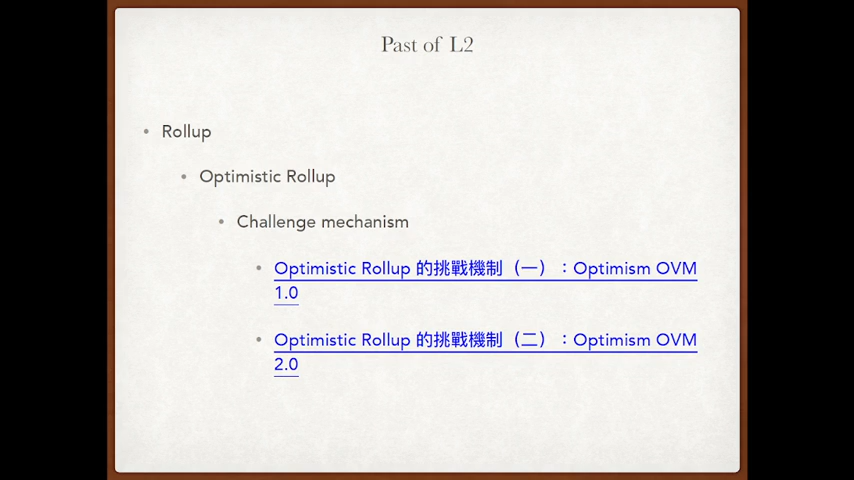 Past of L2
Rollup
Optimistic Rollup
Challenge mechanism
Optimistic Rollup 的挑戰機制（一）：Optimism OVM
1.0
Optimistic Rollup 的挑戰機制（二）：Optimism OVM
2.0